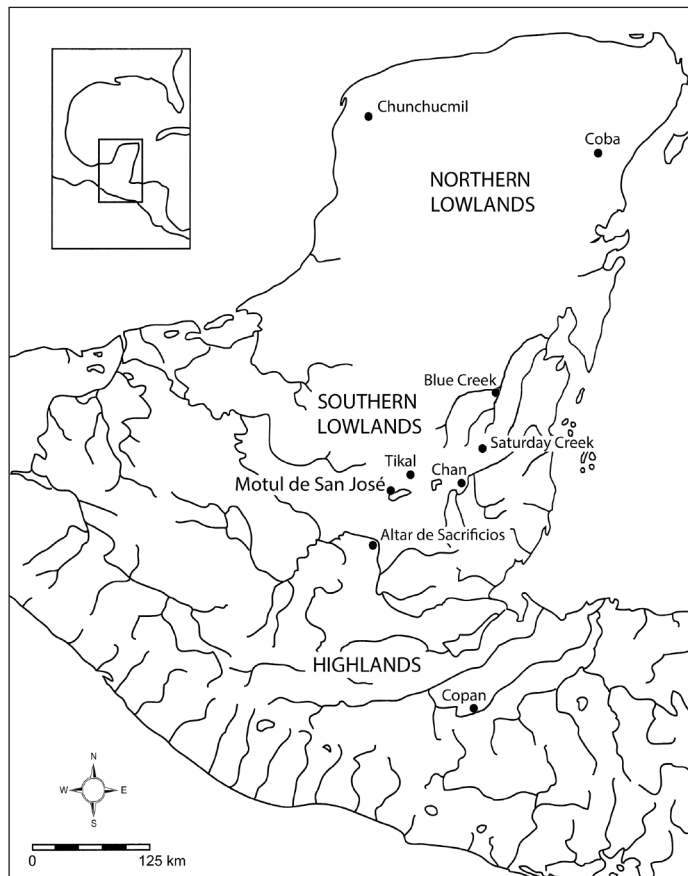 Chunchucmil
Coba
NORTHERN
LOWLANDS
Blue Creek
SOUTHERN
LOWLANDS
Saturday Creek
Tikal
Chan
Motul de San José
Altar de Sacrificios
HIGHLANDS
Copan
N
W E
S
0 125 km